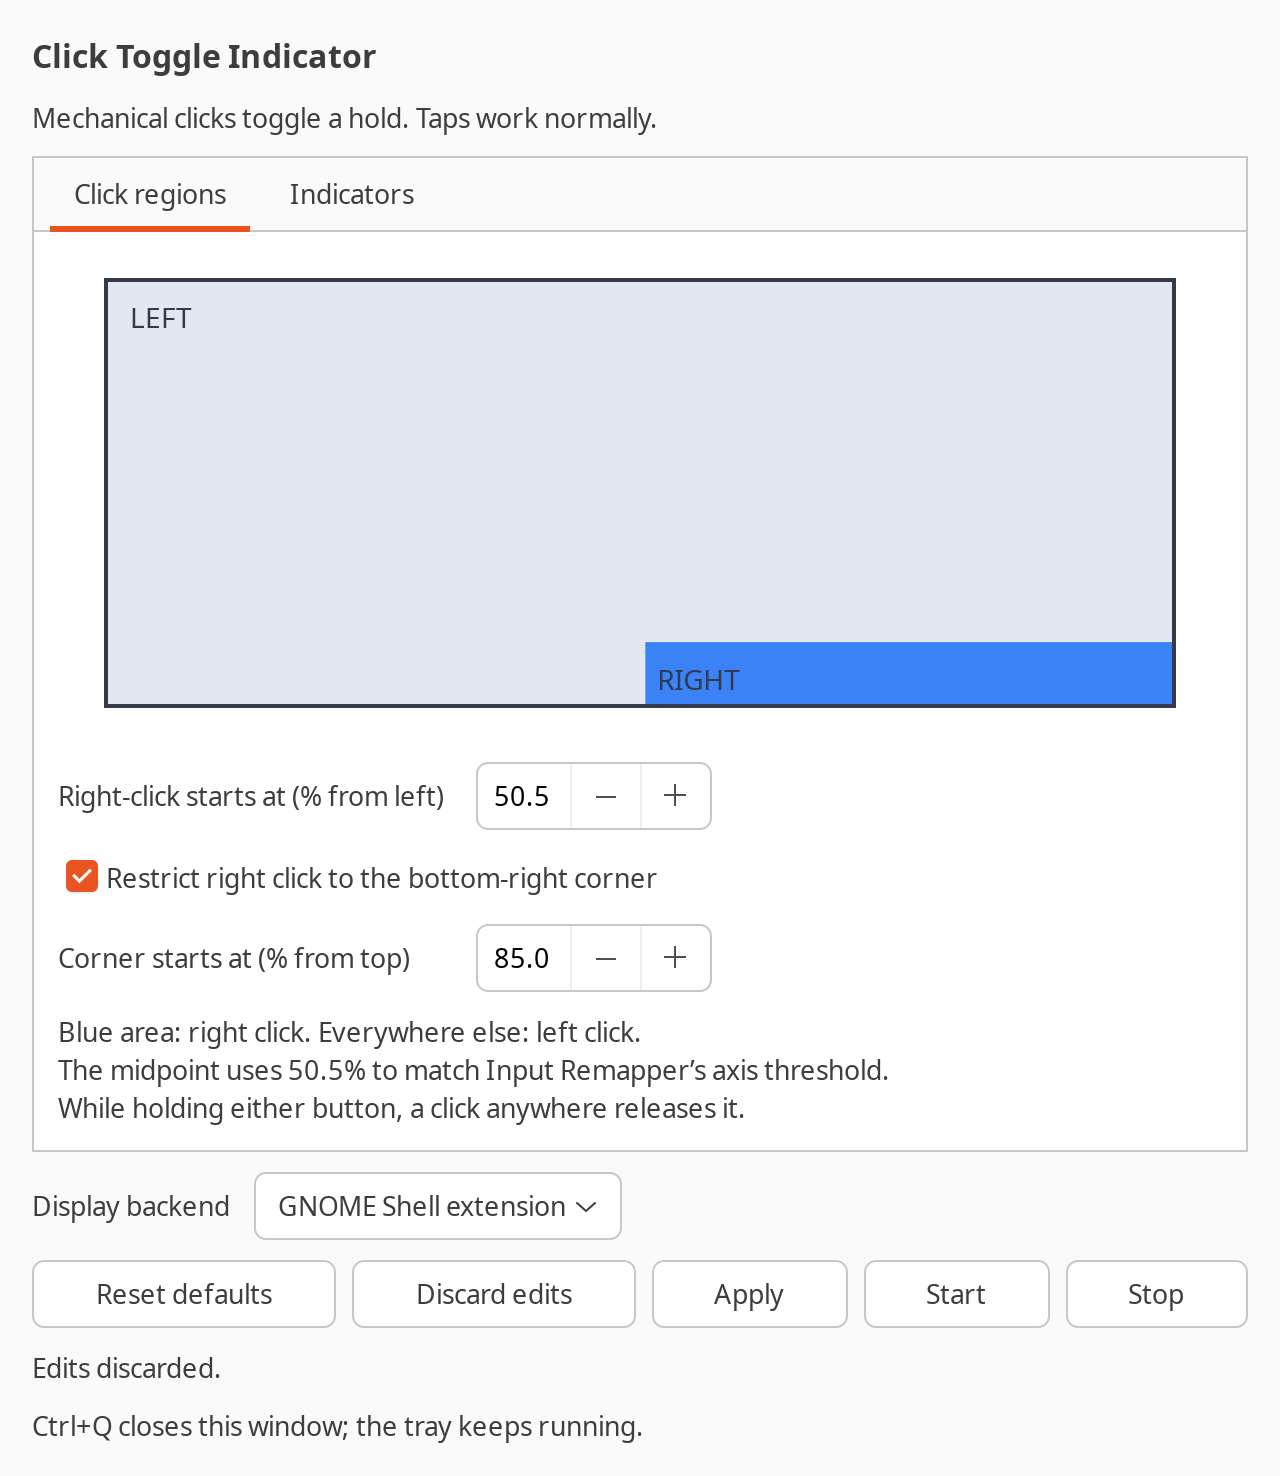 Click Toggle Indicator
Mechanical clicks toggle a hold. Taps work normally.
Click regions
Indicators
LEFT
RIGHT
Right-click starts at (% from left)
50.5
Restrict right click to the bottom-right corner
Corner starts at (% from top)
85.0
Blue area: right click. Everywhere else: left click.
The midpoint uses 50.5% to match Input Remapper’s axis threshold.
While holding either button, a click anywhere releases it.
Display backend
GNOME Shell extension
Reset defaults
Discard edits
Apply
Start
Stop
Edits discarded.
Ctrl+Q closes this window; the tray keeps running.